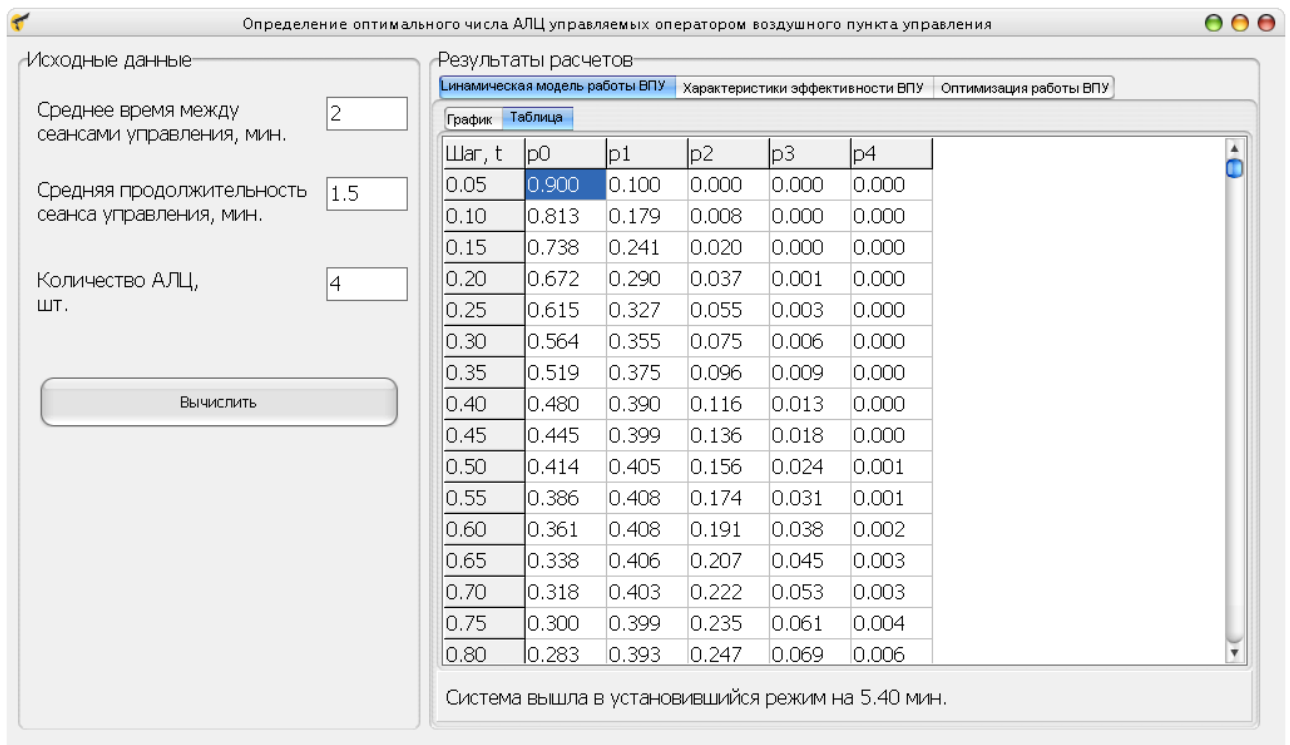 Определение оптимального числа АЛЦ управляемых оператором воздушного пункта управления
Исходные данные
Среднее время между
сеансами управления, мин.
2
Средняя продолжительность
сеанса управления, мин.
1.5
Количество АЛЦ,
шт.
4
Вычислить
Результаты расчетов
Цинамическая модель работы ВПУ Характеристики эффективности ВПУ Оптимизация работы ВПУ
График Таблица
Шаг, t p0 p1 p2 p3 p4
0.05 0.900 0.100 0.000 0.000 0.000
0.10 0.813 0.179 0.008 0.000 0.000
0.15 0.738 0.241 0.020 0.000 0.000
0.20 0.672 0.290 0.037 0.001 0.000
0.25 0.615 0.327 0.055 0.003 0.000
0.30 0.564 0.355 0.075 0.006 0.000
0.35 0.519 0.375 0.096 0.009 0.000
0.40 0.480 0.390 0.116 0.013 0.000
0.45 0.445 0.399 0.136 0.018 0.000
0.50 0.414 0.405 0.156 0.024 0.001
0.55 0.386 0.408 0.174 0.031 0.001
0.60 0.361 0.408 0.191 0.038 0.002
0.65 0.338 0.406 0.207 0.045 0.003
0.70 0.318 0.403 0.222 0.053 0.003
0.75 0.300 0.399 0.235 0.061 0.004
0.80 0.283 0.393 0.247 0.069 0.006
Система вышла в установившийся режим на 5.40 мин.